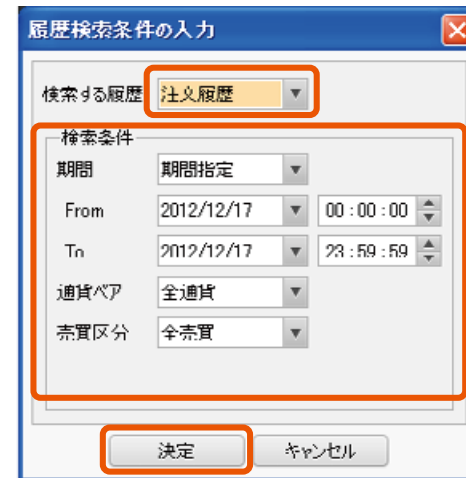 履歴検索条件の入力
検索する履歴 注文履歴
検索条件
期間 期間指定
From 2012/12/17 00:00:00
To 2012/12/17 23:59:59
通貨ペア 全通貨
売買区分 全売買
決定 キャンセル